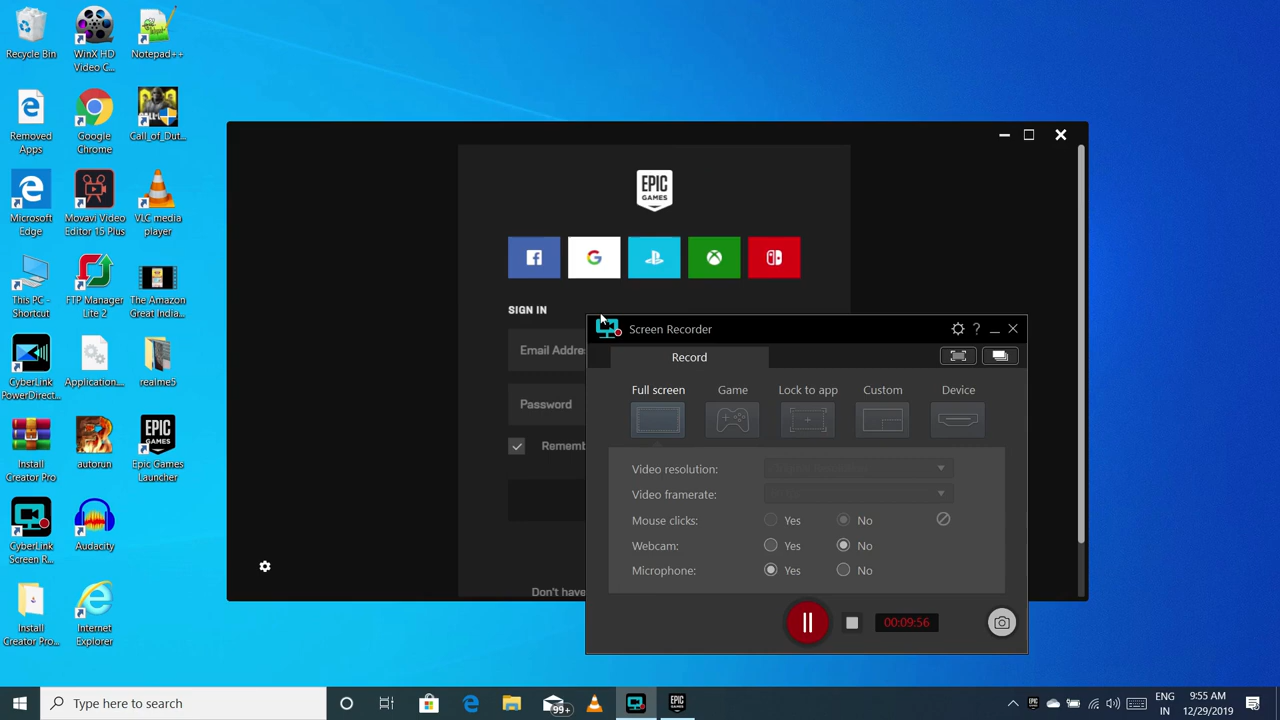 Recycle Bin
WinX HD
Video C...
Notepad++
Removed
Apps
Google
Chrome
Call_of_Dut...
Microsoft
Edge
Movavi Video
Editor 15 Plus
VLC media
player
This PC -
Shortcut
FTP Manager
Lite 2
The Amazon
Great India...
CyberLink
PowerDirect...
Application...
realme5
Install
Creator Pro
autorun
Epic Games
Launcher
CyberLink
Screen R...
Audacity
Install
Creator Pro...
Internet
Explorer
EPIC
GAMES
SIGN IN
Email Addre
Password
Rememb
Don't have
Screen Recorder
Record
Full screen
Game
Lock to app
Custom
Device
Video resolution:
Video framerate:
Mouse clicks: Yes No
Webcam: Yes No
Microphone: Yes No
00:09:56
Type here to search
99+
ENG
IN
9:55 AM
12/29/2019